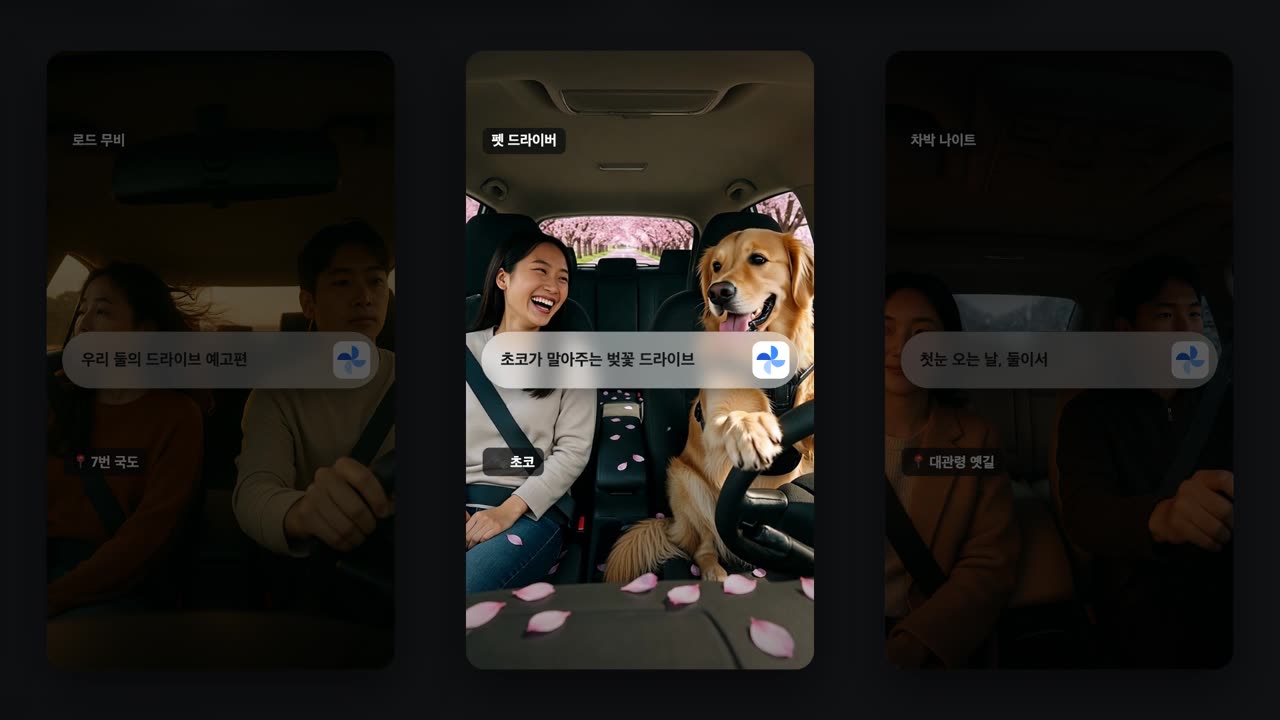 로드 무비
우리 둘의 드라이브 예고편
7번 국도
펫 드라이버
초코가 말아주는 벚꽃 드라이브
초코
차박 나이트
첫눈 오는 날, 둘이서
대관령 옛길